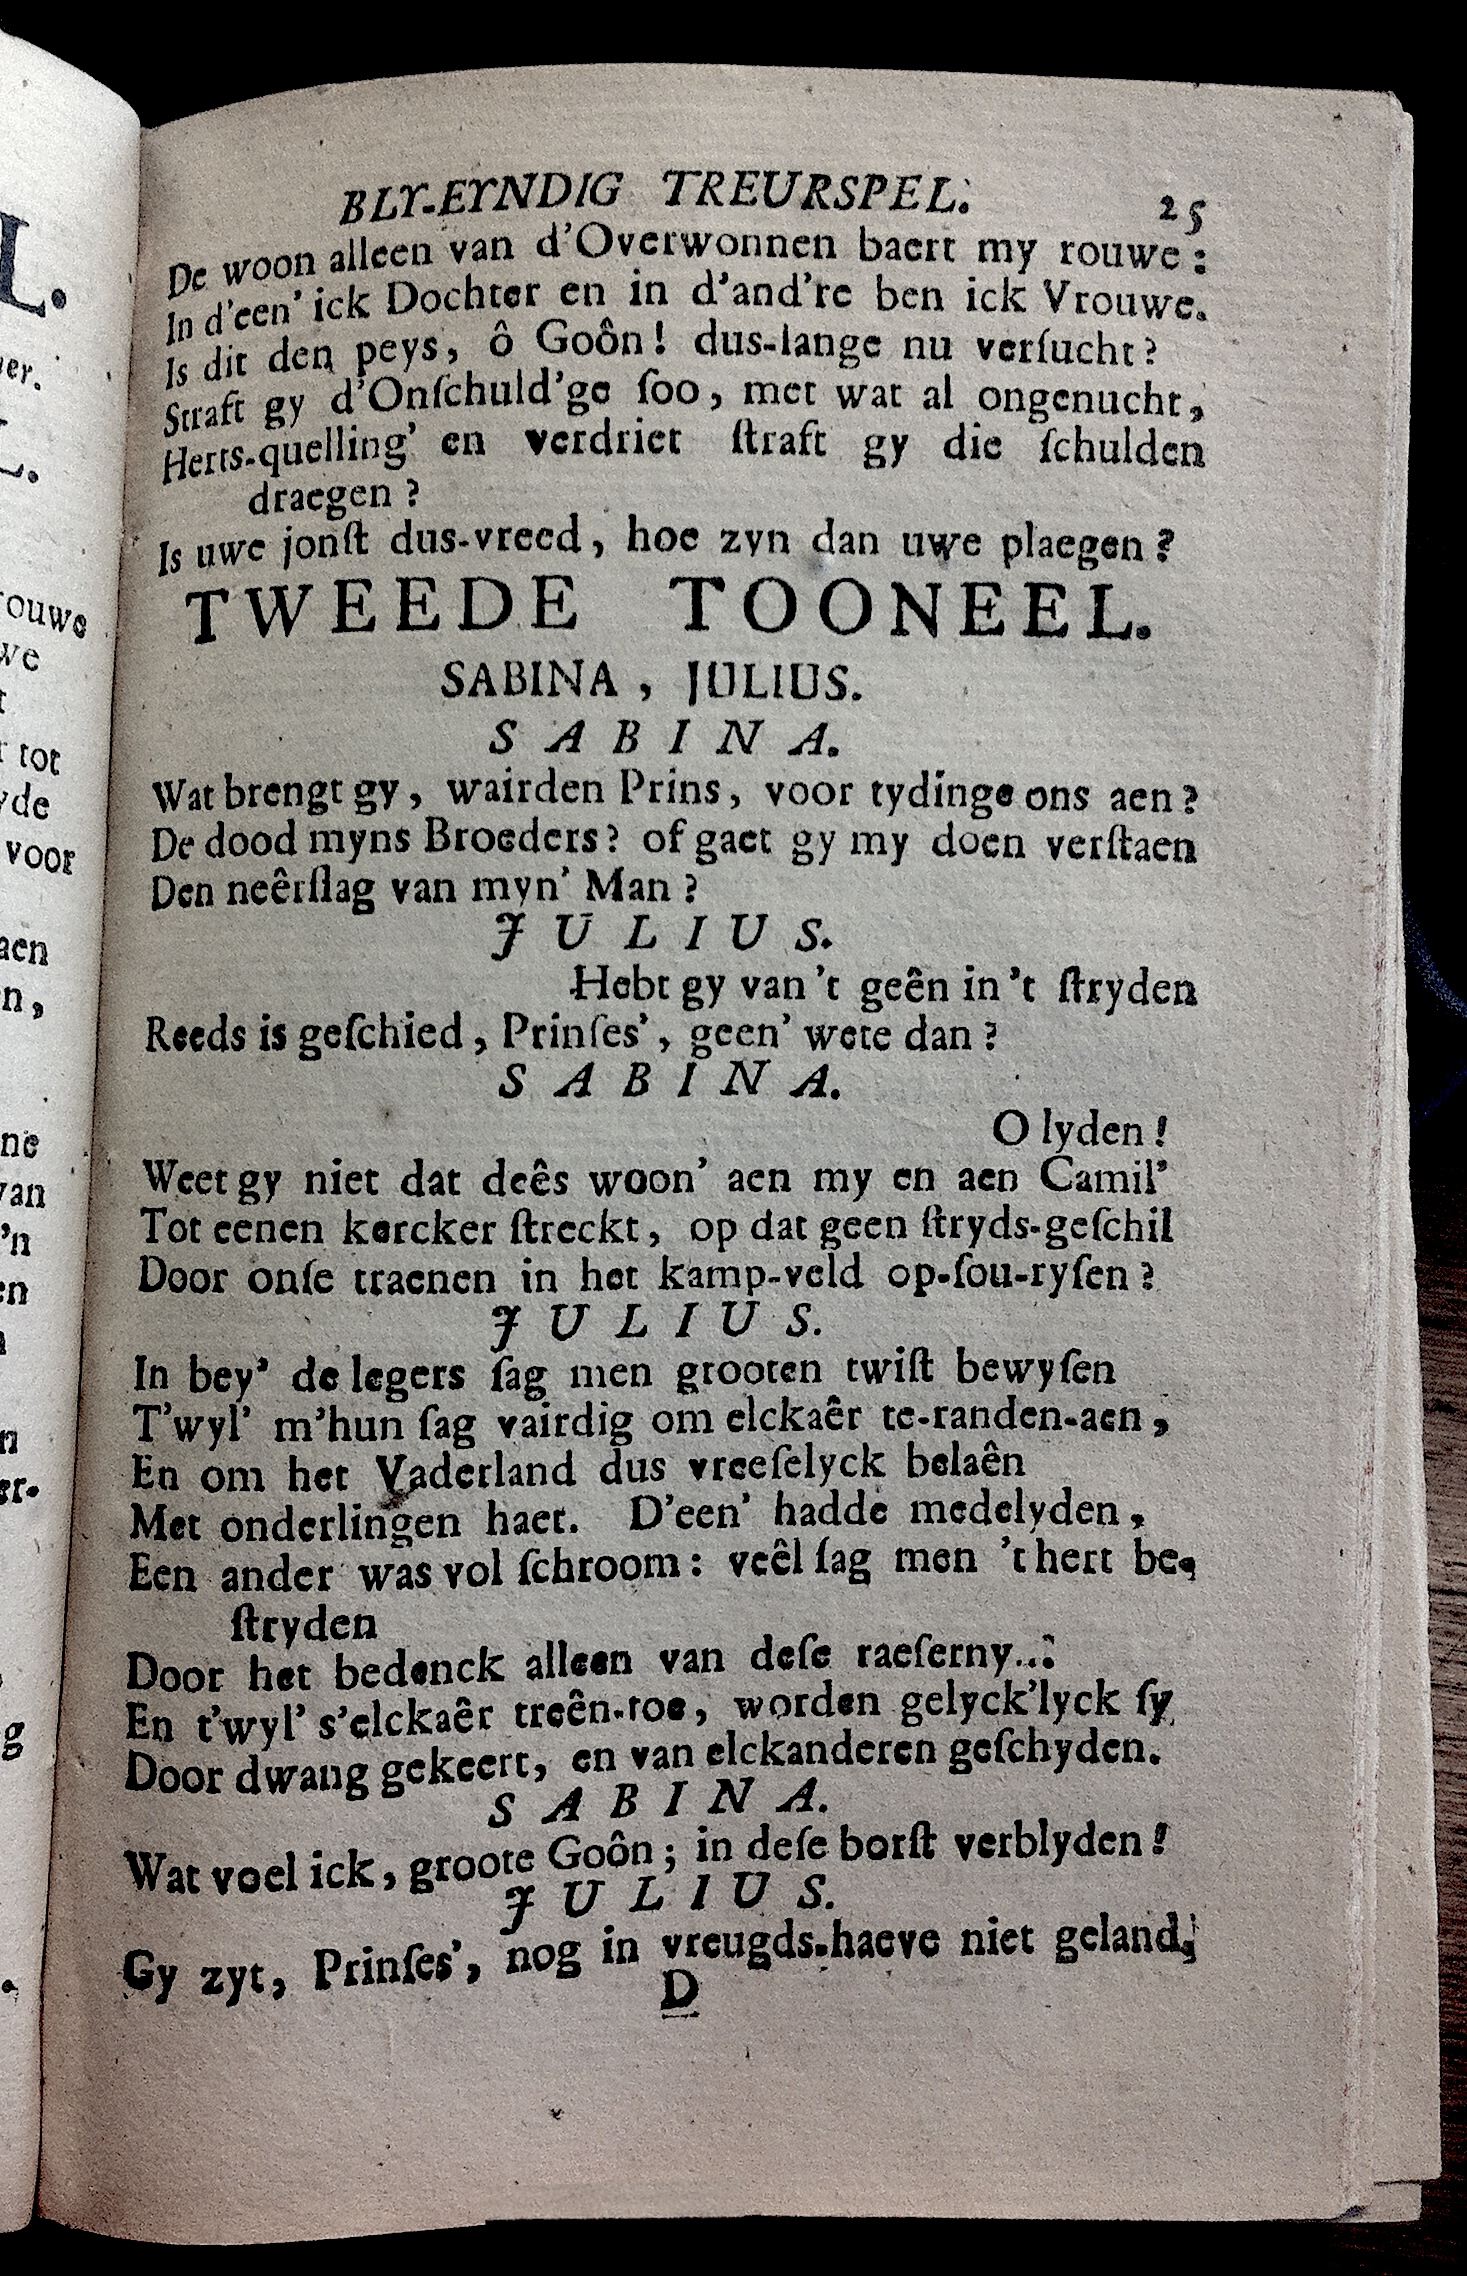 BLY-EYNDIG TREURSPEL. 25
De woon alleen van d'Overwonnen baert my rouwe:
In d'een' ick Dochter en in d'and're ben ick Vrouwe.
Is dit den peys, ô Goôn! dus-lange nu verſucht?
Straft gy d'Onſchuld'ge ſoo, met wat al ongenucht,
Herts-quelling' en verdriet ſtraft gy die ſchulden
draegen?
Is uwe jonſt dus-vreed, hoe zyn dan uwe plaegen?
TWEEDE TOONEEL.
SABINA, JULIUS.
SABINA.
Wat brengt gy, wairden Prins, voor tydinge ons aen?
De dood myns Broeders? of gaet gy my doen verſtaen
Den neêrſlag van myn' Man?
JULIUS.
Hebt gy van 't geên in 't ſtryden
Reeds is geſchied, Prinſes', geen' wete dan?
SABINA.
O lyden!
Weet gy niet dat deês woon' aen my en aen Camil'
Tot eenen kercker ſtreckt, op dat geen ſtryds-geſchil
Door onſe traenen in het kamp-veld op-ſou-ryſen?
JULIUS.
In bey' de legers ſag men grooten twiſt bewyſen
T'wyl' m'hun ſag vairdig om elckaêr te-randen-aen,
En om het Vaderland dus vreeſelyck belaên
Met onderlingen haet. D'een' hadde medelyden,
Een ander was vol ſchroom: veêl ſag men 't hert be-
ſtryden
Door het bedenck alleen van deſe raeſerny...:
En t'wyl' s'elckaêr treên-toe, worden gelyck'lyck ſy
Door dwang gekeert, en van elckanderen geſchyden.
SABINA.
Wat voel ick, groote Goôn; in deſe borſt verblyden!
JULIUS.
Gy zyt, Prinſes', nog in vreugds-haeve niet geland,
D